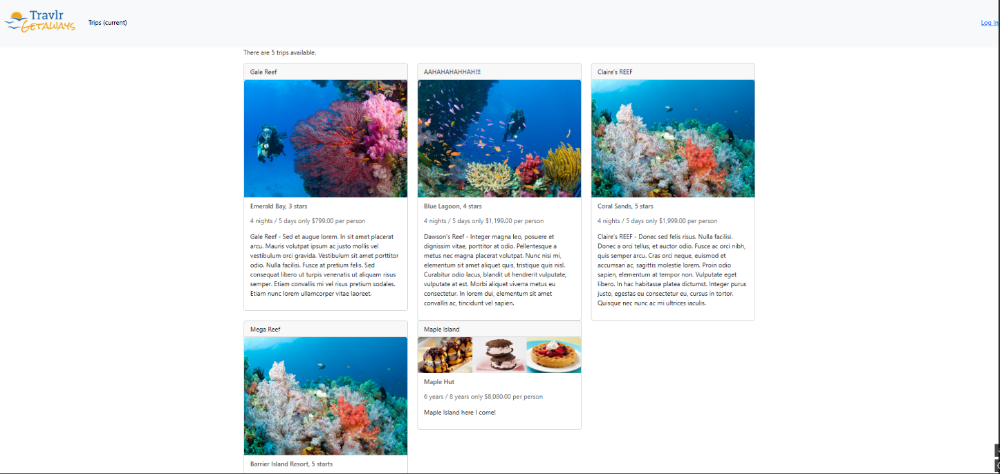 Travlr
GETAWAYS
Trips (current)
Log In
There are 5 trips available.
Gale Reef
Emerald Bay, 3 stars
4 nights / 5 days only $799.00 per person
Gale Reef - Sed et augue lorem. In sit amet placerat
arcu. Mauris volutpat ipsum ac justo mollis vel
vestibulum orci gravida. Vestibulum sit amet porttitor
odio. Nulla facilisi. Fusce at pretium felis. Sed
consequat libero ut turpis venenatis ut aliquam risus
semper. Etiam convallis mi vel risus pretium sodales.
Etiam nunc lorem ullamcorper vitae laoreet.
AAHAHAHAHHAH!!!
Blue Lagoon, 4 stars
4 nights / 5 days only $1,199.00 per person
Dawson's Reef - Integer magna leo, posuere et
dignissim vitae, porttitor at odio. Pellentesque a
metus nec magna placerat volutpat. Nunc nisi mi,
elementum sit amet aliquet quis, tristique quis nisl.
Curabitur odio lacus, blandit ut hendrerit vulputate,
vulputate at est. Morbi aliquet viverra metus eu
consectetur. In lorem dui, elementum sit amet
convallis ac, tincidunt vel sapien.
Claire's REEF
Coral Sands, 5 stars
4 nights / 5 days only $1,999.00 per person
Claire's REEF - Donec sed felis risus. Nulla facilisi.
Donec a orci tellus, et auctor odio. Fusce ac orci nibh,
quis semper arcu. Cras orci neque, euismod et
accumsan ac, sagittis molestie lorem. Proin odio
sapien, elementum at tempor non. Vulputate eget
libero. In hac habitasse platea dictumst. Integer purus
justo, egestas eu consectetur eu, cursus in tortor.
Quisque nec nunc ac mi ultrices iaculis.
Mega Reef
Barrier Island Resort, 5 starts
Maple Island
Maple Hut
6 years / 8 years only $8,080.00 per person
Maple Island here I come!